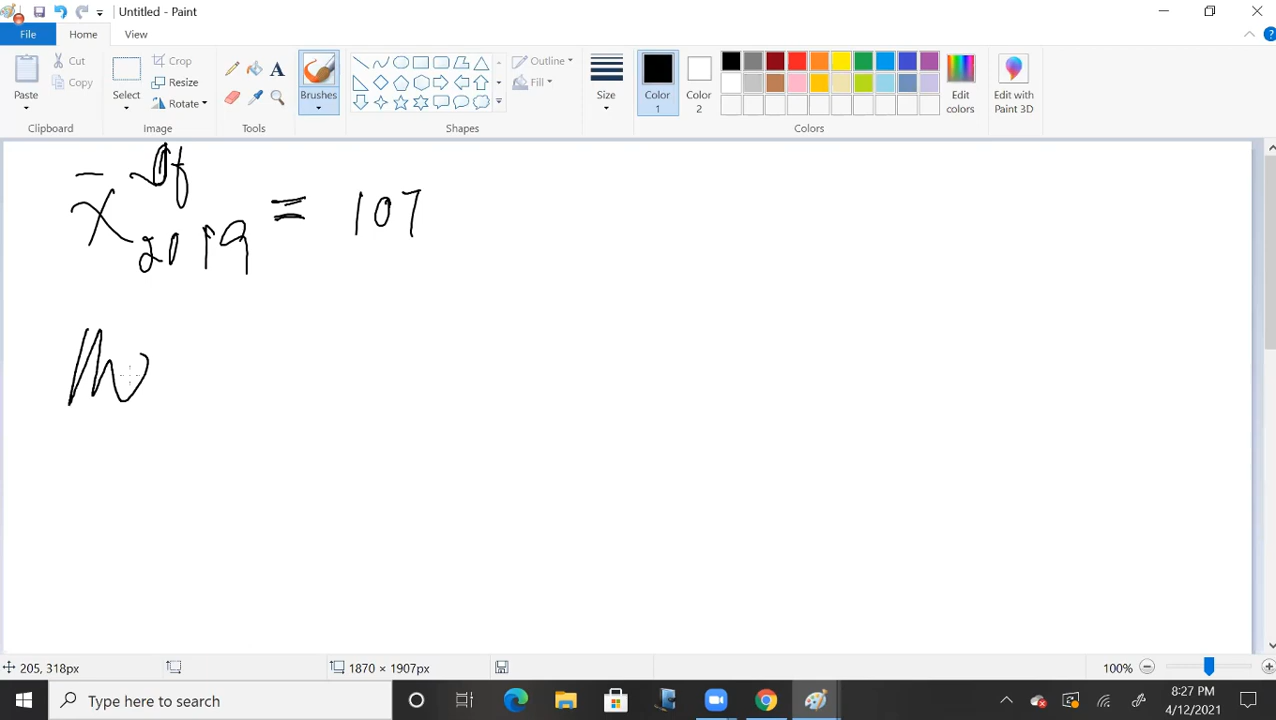 Untitled - Paint
File Home View
Paste
Cut
Copy
Clipboard
Select
Crop
Resize
Rotate
Image
Tools
Brushes
Outline
Fill
Shapes
Size
Color 1
Color 2
Edit colors
Colors
Edit with Paint 3D
x̄ 2019 = 107
205, 318px
1870 × 1907px
100%
Type here to search
8:27 PM
4/12/2021